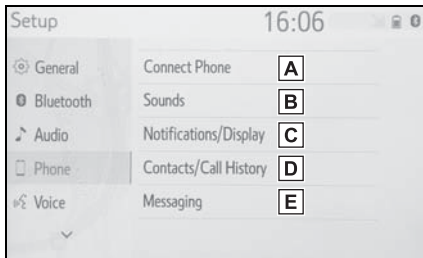 Setup 16:06
General
Bluetooth
Audio
Phone
Voice
Connect Phone A
Sounds B
Notifications/Display C
Contacts/Call History D
Messaging E